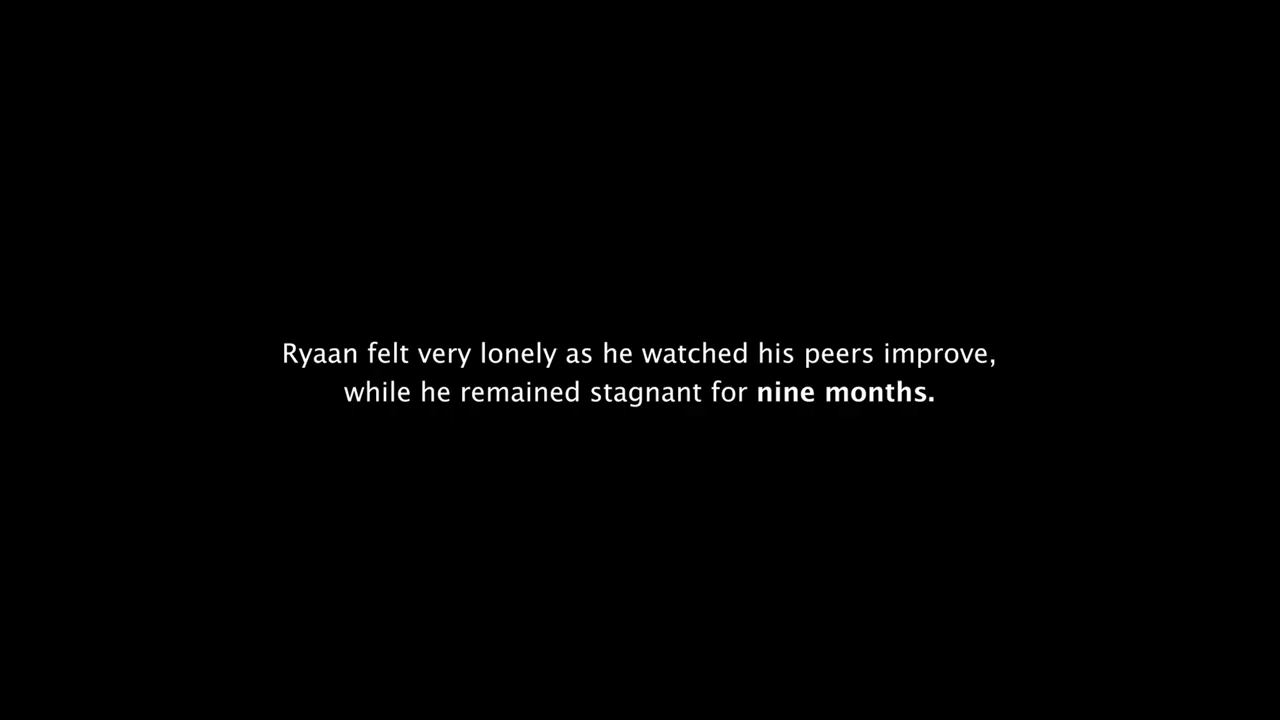 Ryaan felt very lonely as he watched his peers improve,
while he remained stagnant for nine months.